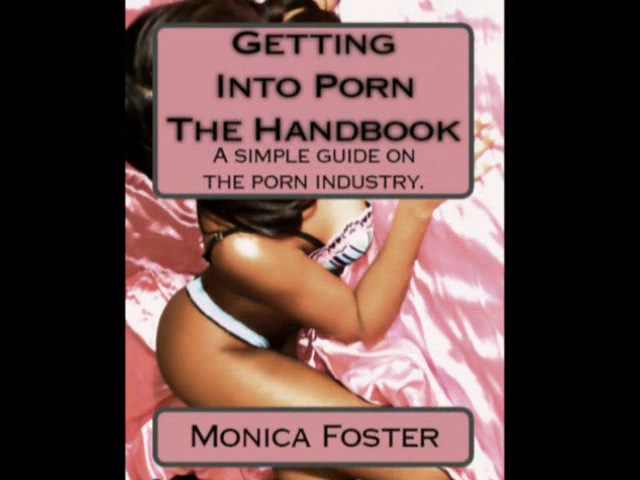 Getting
Into Porn
The Handbook
A simple guide on
the porn industry.
Monica Foster